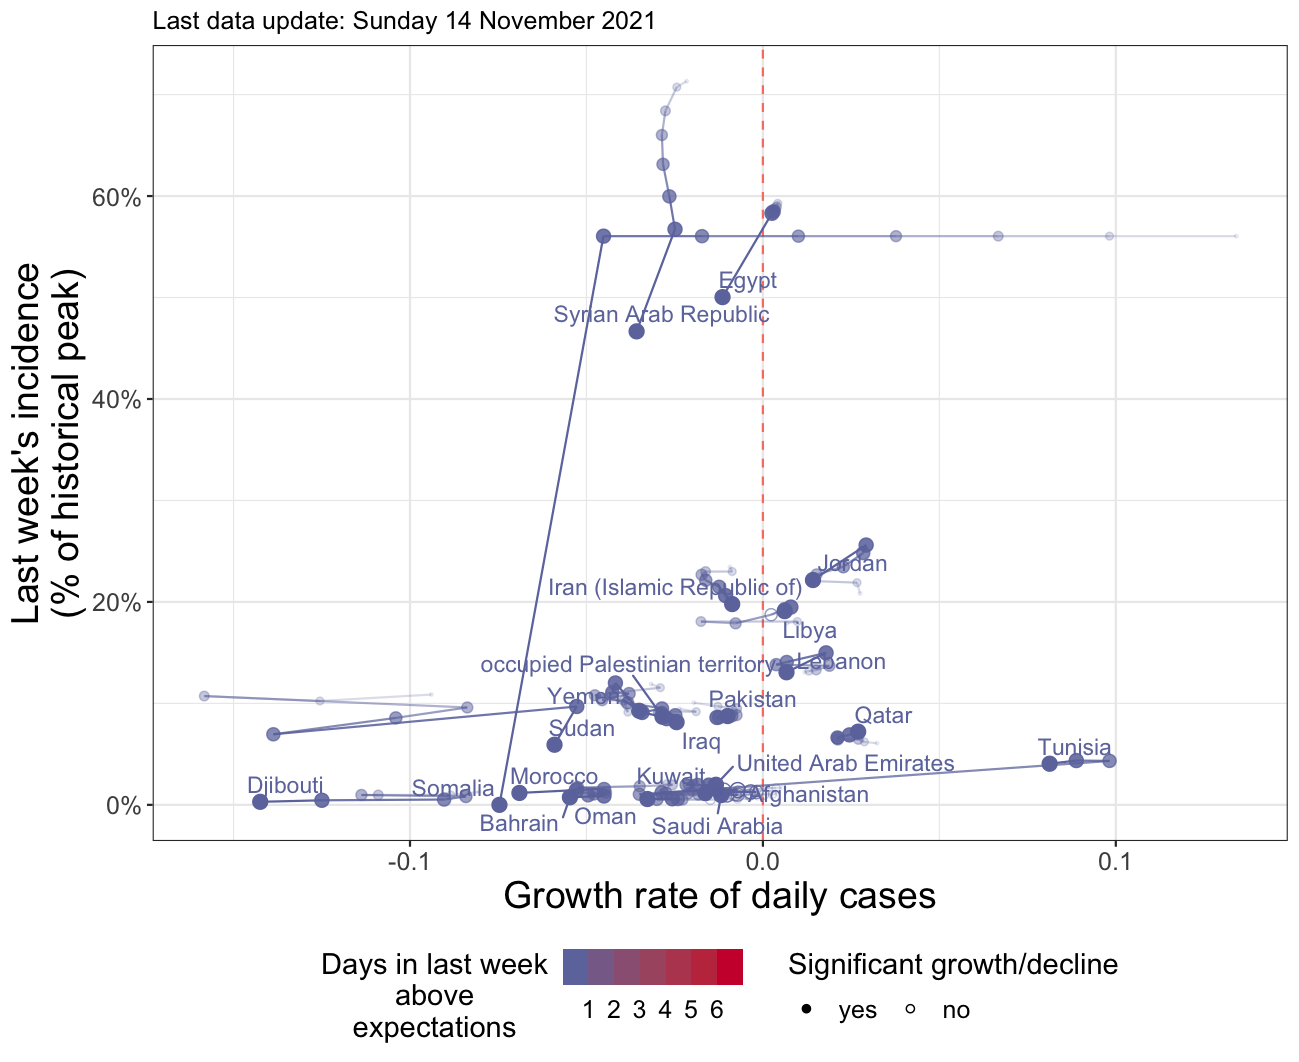 Last data update: Sunday 14 November 2021
Last week's incidence
(% of historical peak)
60%
40%
20%
0%
Egypt
Syrian Arab Republic
Jordan
Iran (Islamic Republic of)
Libya
occupied Palestinian territory
Lebanon
Yemen
Pakistan
Sudan
Qatar
Iraq
Tunisia
Djibouti
Somalia
Morocco
Kuwait
United Arab Emirates
Afghanistan
Bahrain
Oman
Saudi Arabia
-0.1
0.0
0.1
Growth rate of daily cases
Days in last week
above
expectations
1 2 3 4 5 6
Significant growth/decline
yes
no